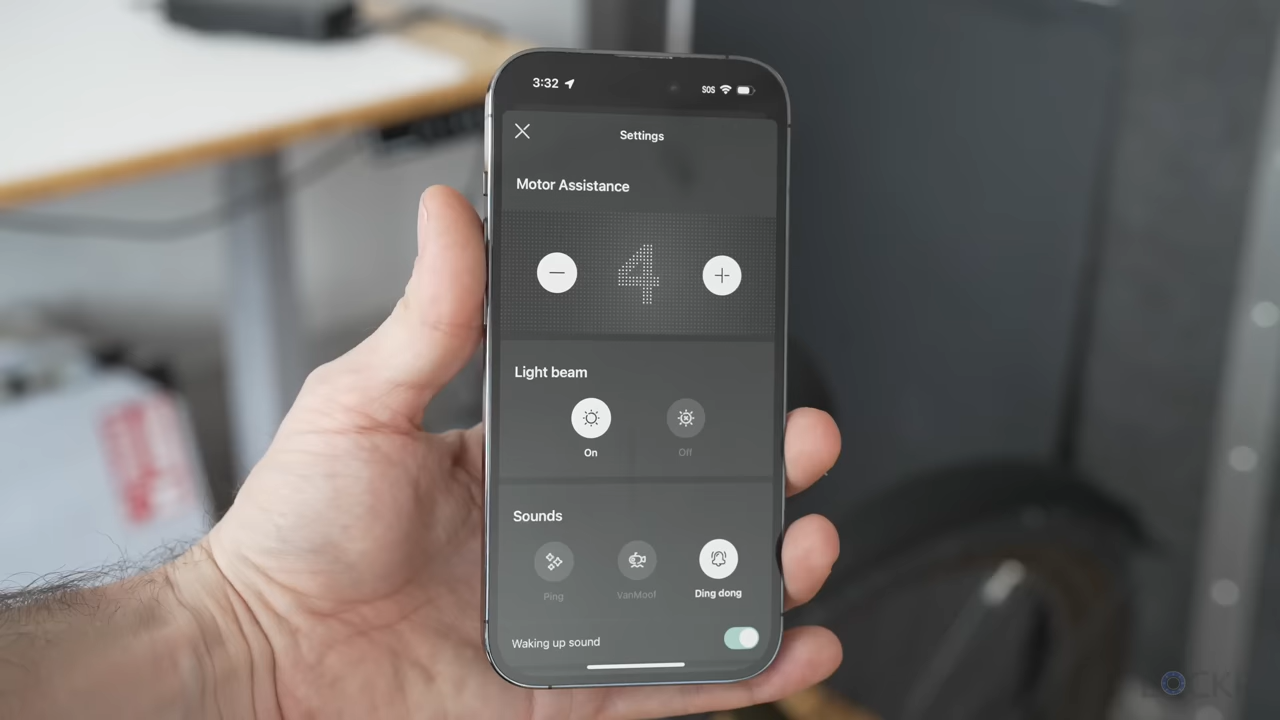 3:32
SOS
Settings
Motor Assistance
4
Light beam
On
Off
Sounds
Ping
VanMoof
Ding dong
Waking up sound